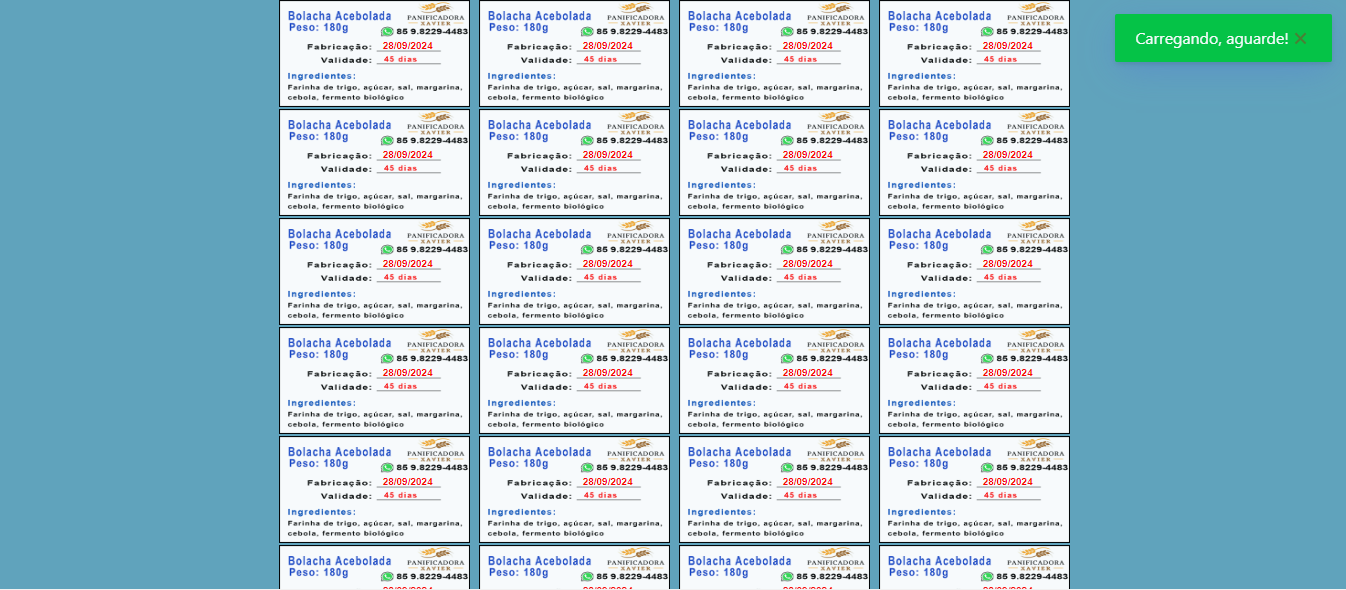 Carregando, aguarde! ×
Bolacha Acebolada PANIFICADORA Bolacha Acebolada PANIFICADORA Bolacha Acebolada PANIFICADORA Bolacha Acebolada PANIFICADORA
Peso: 180g XAVIER Peso: 180g XAVIER Peso: 180g XAVIER Peso: 180g XAVIER
85 9.8229-4483 85 9.8229-4483 85 9.8229-4483 85 9.8229-4483
Fabricação: 28/09/2024 Fabricação: 28/09/2024 Fabricação: 28/09/2024 Fabricação: 28/09/2024
Validade: 45 dias Validade: 45 dias Validade: 45 dias Validade: 45 dias
Ingredientes: Ingredientes: Ingredientes: Ingredientes:
Farinha de trigo, açúcar, sal, margarina, Farinha de trigo, açúcar, sal, margarina, Farinha de trigo, açúcar, sal, margarina, Farinha de trigo, açúcar, sal, margarina,
cebola, fermento biológico cebola, fermento biológico cebola, fermento biológico cebola, fermento biológico
Bolacha Acebolada PANIFICADORA Bolacha Acebolada PANIFICADORA Bolacha Acebolada PANIFICADORA Bolacha Acebolada PANIFICADORA
Peso: 180g XAVIER Peso: 180g XAVIER Peso: 180g XAVIER Peso: 180g XAVIER
85 9.8229-4483 85 9.8229-4483 85 9.8229-4483 85 9.8229-4483
Fabricação: 28/09/2024 Fabricação: 28/09/2024 Fabricação: 28/09/2024 Fabricação: 28/09/2024
Validade: 45 dias Validade: 45 dias Validade: 45 dias Validade: 45 dias
Ingredientes: Ingredientes: Ingredientes: Ingredientes:
Farinha de trigo, açúcar, sal, margarina, Farinha de trigo, açúcar, sal, margarina, Farinha de trigo, açúcar, sal, margarina, Farinha de trigo, açúcar, sal, margarina,
cebola, fermento biológico cebola, fermento biológico cebola, fermento biológico cebola, fermento biológico
Bolacha Acebolada PANIFICADORA Bolacha Acebolada PANIFICADORA Bolacha Acebolada PANIFICADORA Bolacha Acebolada PANIFICADORA
Peso: 180g XAVIER Peso: 180g XAVIER Peso: 180g XAVIER Peso: 180g XAVIER
85 9.8229-4483 85 9.8229-4483 85 9.8229-4483 85 9.8229-4483
Fabricação: 28/09/2024 Fabricação: 28/09/2024 Fabricação: 28/09/2024 Fabricação: 28/09/2024
Validade: 45 dias Validade: 45 dias Validade: 45 dias Validade: 45 dias
Ingredientes: Ingredientes: Ingredientes: Ingredientes:
Farinha de trigo, açúcar, sal, margarina, Farinha de trigo, açúcar, sal, margarina, Farinha de trigo, açúcar, sal, margarina, Farinha de trigo, açúcar, sal, margarina,
cebola, fermento biológico cebola, fermento biológico cebola, fermento biológico cebola, fermento biológico
Bolacha Acebolada PANIFICADORA Bolacha Acebolada PANIFICADORA Bolacha Acebolada PANIFICADORA Bolacha Acebolada PANIFICADORA
Peso: 180g XAVIER Peso: 180g XAVIER Peso: 180g XAVIER Peso: 180g XAVIER
85 9.8229-4483 85 9.8229-4483 85 9.8229-4483 85 9.8229-4483
Fabricação: 28/09/2024 Fabricação: 28/09/2024 Fabricação: 28/09/2024 Fabricação: 28/09/2024
Validade: 45 dias Validade: 45 dias Validade: 45 dias Validade: 45 dias
Ingredientes: Ingredientes: Ingredientes: Ingredientes:
Farinha de trigo, açúcar, sal, margarina, Farinha de trigo, açúcar, sal, margarina, Farinha de trigo, açúcar, sal, margarina, Farinha de trigo, açúcar, sal, margarina,
cebola, fermento biológico cebola, fermento biológico cebola, fermento biológico cebola, fermento biológico
Bolacha Acebolada PANIFICADORA Bolacha Acebolada PANIFICADORA Bolacha Acebolada PANIFICADORA Bolacha Acebolada PANIFICADORA
Peso: 180g XAVIER Peso: 180g XAVIER Peso: 180g XAVIER Peso: 180g XAVIER
85 9.8229-4483 85 9.8229-4483 85 9.8229-4483 85 9.8229-4483
Fabricação: 28/09/2024 Fabricação: 28/09/2024 Fabricação: 28/09/2024 Fabricação: 28/09/2024
Validade: 45 dias Validade: 45 dias Validade: 45 dias Validade: 45 dias
Ingredientes: Ingredientes: Ingredientes: Ingredientes:
Farinha de trigo, açúcar, sal, margarina, Farinha de trigo, açúcar, sal, margarina, Farinha de trigo, açúcar, sal, margarina, Farinha de trigo, açúcar, sal, margarina,
cebola, fermento biológico cebola, fermento biológico cebola, fermento biológico cebola, fermento biológico
Bolacha Acebolada PANIFICADORA Bolacha Acebolada PANIFICADORA Bolacha Acebolada PANIFICADORA Bolacha Acebolada PANIFICADORA
Peso: 180g XAVIER Peso: 180g XAVIER Peso: 180g XAVIER Peso: 180g XAVIER
85 9.8229-4483 85 9.8229-4483 85 9.8229-4483 85 9.8229-4483